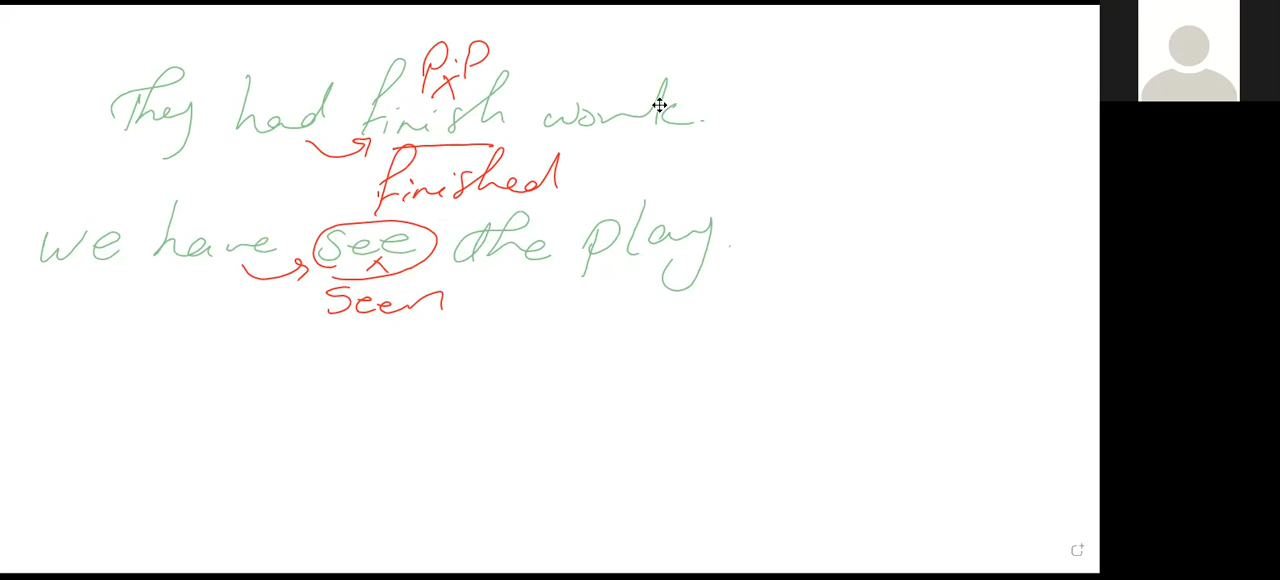 P.P
They had finish work.
finished
we have see the play.
seen